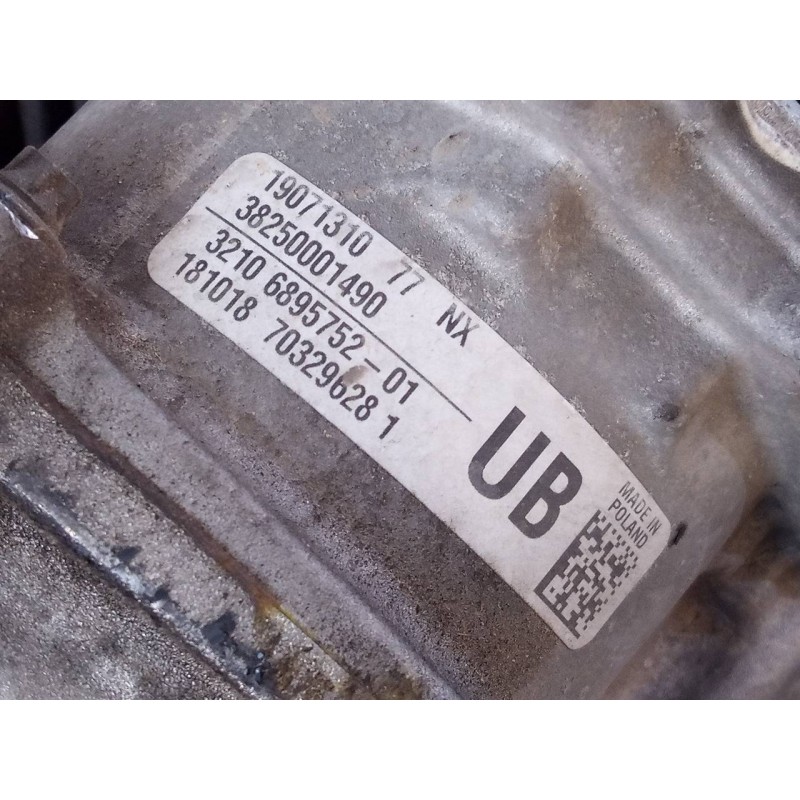 19071310 77 NX
38250001490
3210 6895752-01
181018 70329628 1
UB
MADE IN
POLAND